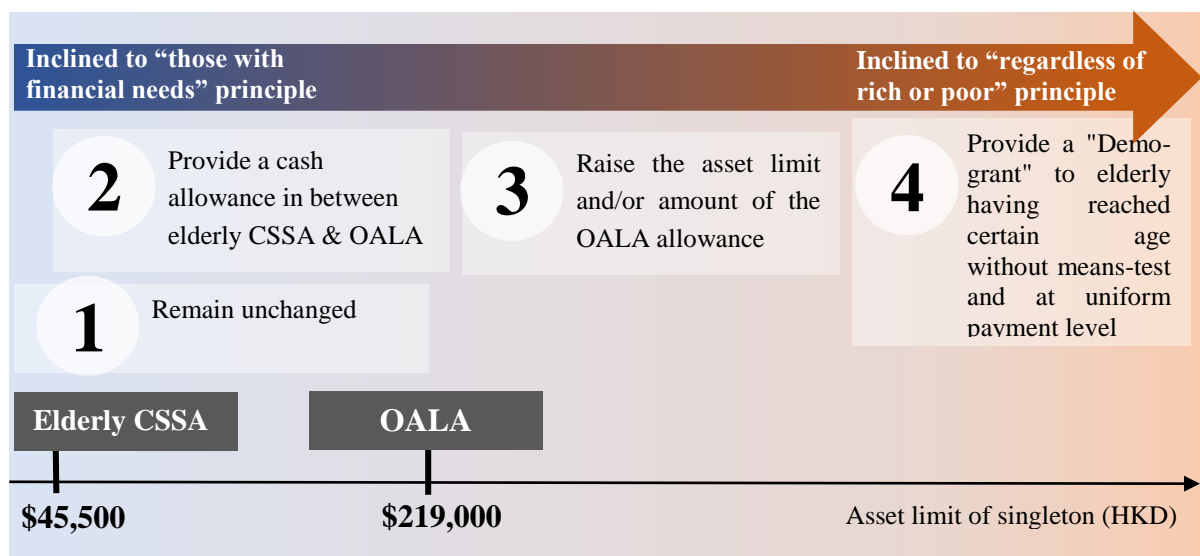 Inclined to “those with
financial needs” principle
Inclined to “regardless of
rich or poor” principle
2
Provide a cash
allowance in between
elderly CSSA & OALA
3
Raise the asset limit
and/or amount of the
OALA allowance
4
Provide a "Demo-
grant" to elderly
having reached
certain age
without means-test
and at uniform
payment level
1
Remain unchanged
Elderly CSSA
OALA
$45,500
$219,000
Asset limit of singleton (HKD)